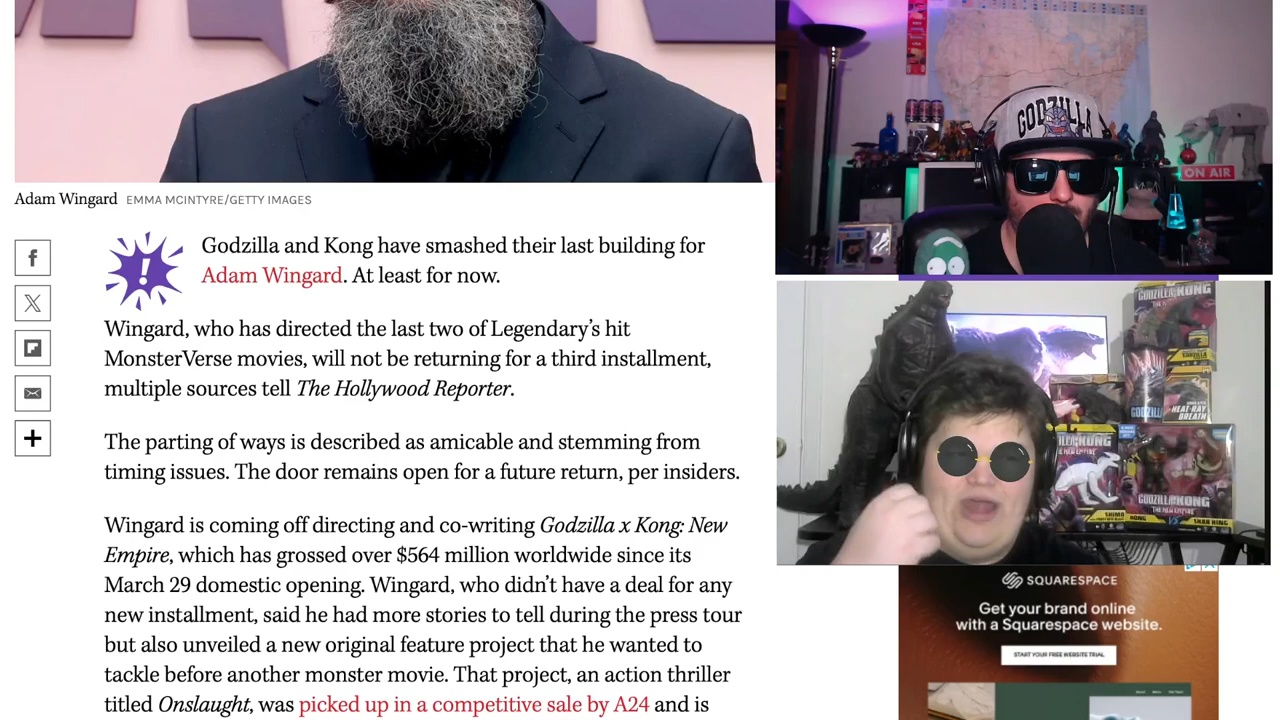 Adam Wingard EMMA MCINTYRE/GETTY IMAGES
Godzilla and Kong have smashed their last building for
Adam Wingard. At least for now.
Wingard, who has directed the last two of Legendary's hit
MonsterVerse movies, will not be returning for a third installment,
multiple sources tell The Hollywood Reporter.
The parting of ways is described as amicable and stemming from
timing issues. The door remains open for a future return, per insiders.
Wingard is coming off directing and co-writing Godzilla x Kong: New
Empire, which has grossed over $564 million worldwide since its
March 29 domestic opening. Wingard, who didn't have a deal for any
new installment, said he had more stories to tell during the press tour
but also unveiled a new original feature project that he wanted to
tackle before another monster movie. That project, an action thriller
titled Onslaught, was picked up in a competitive sale by A24 and is
GODZILLA
ON AIR
GODZILLA KONG
HEAT-RAY
BREATH
GODZILLA KONG
SHIMO
GODZILLA KONG
VS SKAR KING
SQUARESPACE
Get your brand online
with a Squarespace website.
START YOUR FREE WEBSITE TRIAL